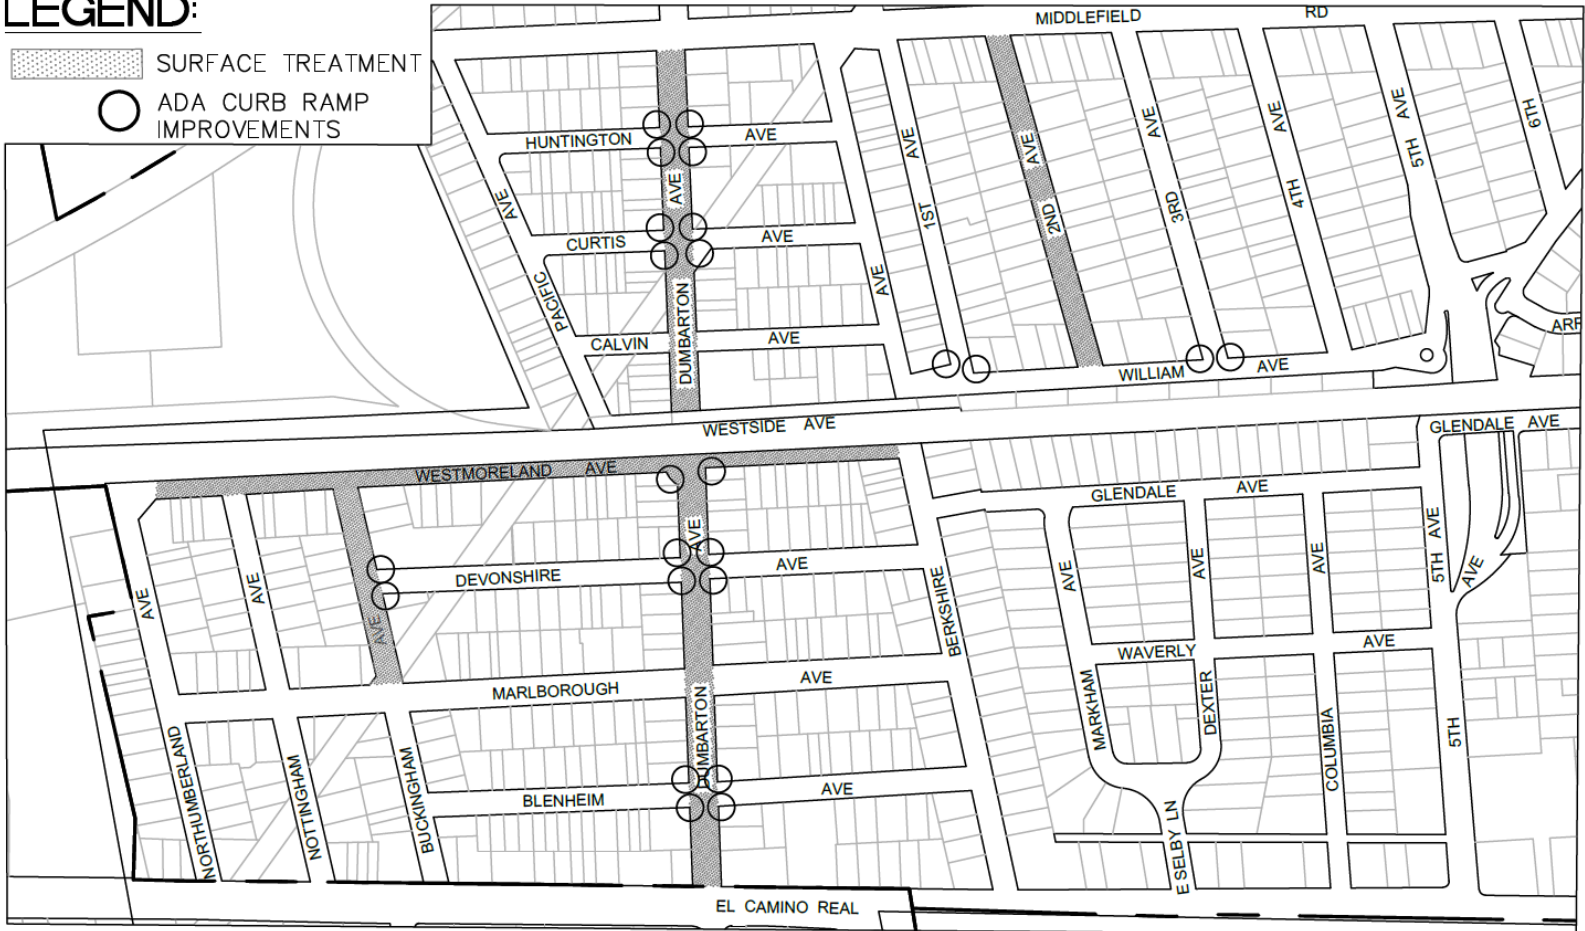 LEGEND:
SURFACE TREATMENT
ADA CURB RAMP
IMPROVEMENTS
MIDDLEFIELD RD
HUNTINGTON AVE
CURTIS AVE
CALVIN AVE
PACIFIC AVE
DUMBARTON AVE
AVE
1ST AVE
2ND AVE
3RD AVE
4TH AVE
5TH AVE
6TH
WILLIAM AVE
ARR
WESTSIDE AVE
GLENDALE AVE
WESTMORELAND AVE
GLENDALE AVE
DEVONSHIRE AVE
MARLBOROUGH AVE
BLENHEIM AVE
NORTHUMBERLAND AVE
NOTTINGHAM AVE
BUCKINGHAM AVE
DUMBARTON AVE
BERKSHIRE
MARKHAM AVE
DEXTER AVE
COLUMBIA AVE
5TH AVE
AVE
WAVERLY AVE
5TH
E SELBY LN
EL CAMINO REAL